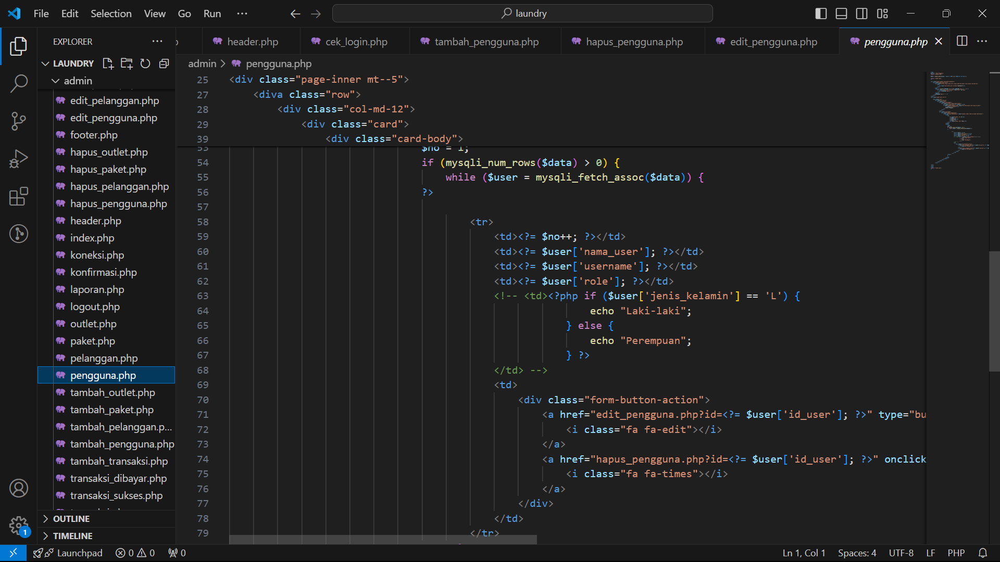 File Edit Selection View Go Run ···
laundry
EXPLORER
header.php
cek_login.php
tambah_pengguna.php
hapus_pengguna.php
edit_pengguna.php
pengguna.php
LAUNDRY
admin
edit_pelanggan.php
edit_pengguna.php
footer.php
hapus_outlet.php
hapus_paket.php
hapus_pelanggan.php
hapus_pengguna.php
header.php
index.php
koneksi.php
konfirmasi.php
laporan.php
logout.php
outlet.php
paket.php
pelanggan.php
pengguna.php
tambah_outlet.php
tambah_paket.php
tambah_pelanggan.p...
tambah_pengguna.php
tambah_transaksi.php
transaksi_dibayar.php
transaksi_sukses.php
OUTLINE
TIMELINE
admin > pengguna.php
25 <div class="page-inner mt--5">
27 <diva class="row">
28 <div class="col-md-12">
29 <div class="card">
39 <div class="card-body">
53 $no = 1;
54 if (mysqli_num_rows($data) > 0) {
55 while ($user = mysqli_fetch_assoc($data)) {
56 ?>
57
58 <tr>
59 <td><?= $no++; ?></td>
60 <td><?= $user['nama_user']; ?></td>
61 <td><?= $user['username']; ?></td>
62 <td><?= $user['role']; ?></td>
63 <!-- <td><?php if ($user['jenis_kelamin'] == 'L') {
64 echo "Laki-laki";
65 } else {
66 echo "Perempuan";
67 } ?>
68 </td> -->
69 <td>
70 <div class="form-button-action">
71 <a href="edit_pengguna.php?id=<?= $user['id_user']; ?>" type="bu
72 <i class="fa fa-edit"></i>
73 </a>
74 <a href="hapus_pengguna.php?id=<?= $user['id_user']; ?>" onclick
75 <i class="fa fa-times"></i>
76 </a>
77 </div>
78 </td>
79 </tr>
1
Launchpad
0 0
0
Ln 1, Col 1
Spaces: 4
UTF-8
LF
PHP